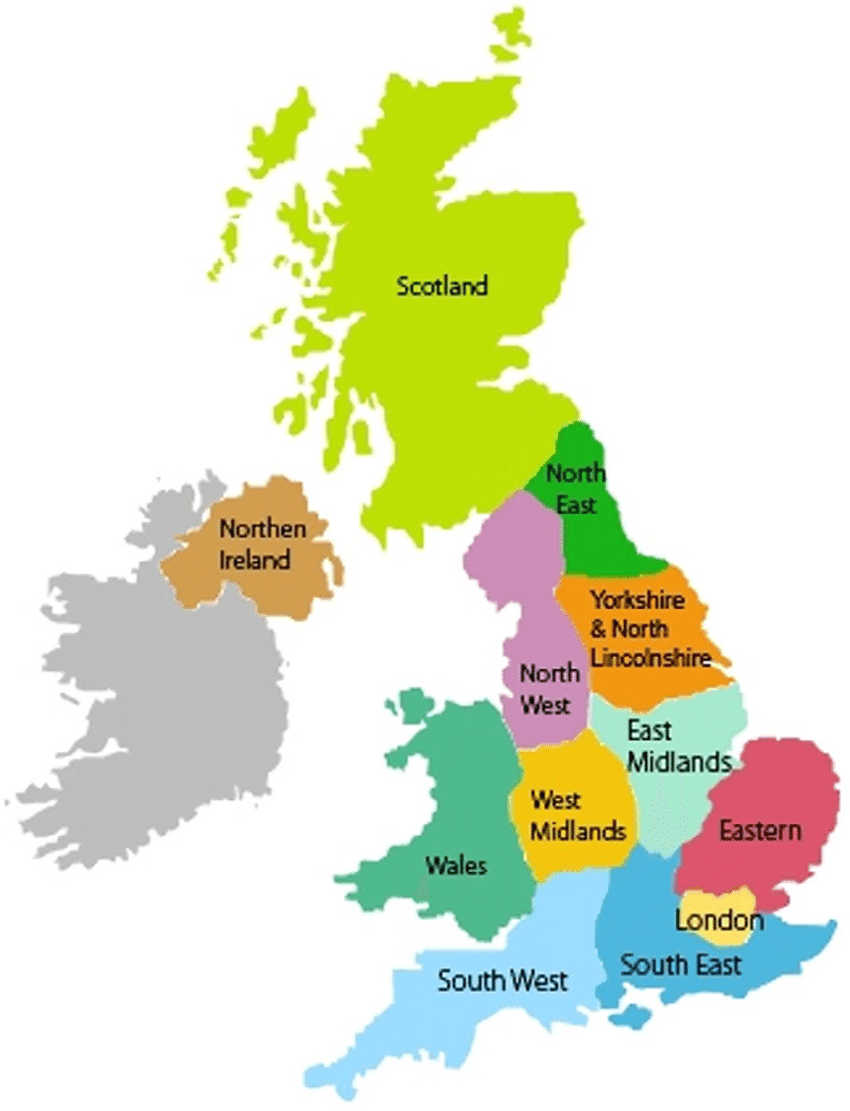 Scotland
North
East
Northen
Ireland
Yorkshire
& North
Lincolnshire
North
West
East
Midlands
West
Midlands
Eastern
Wales
London
South East
South West